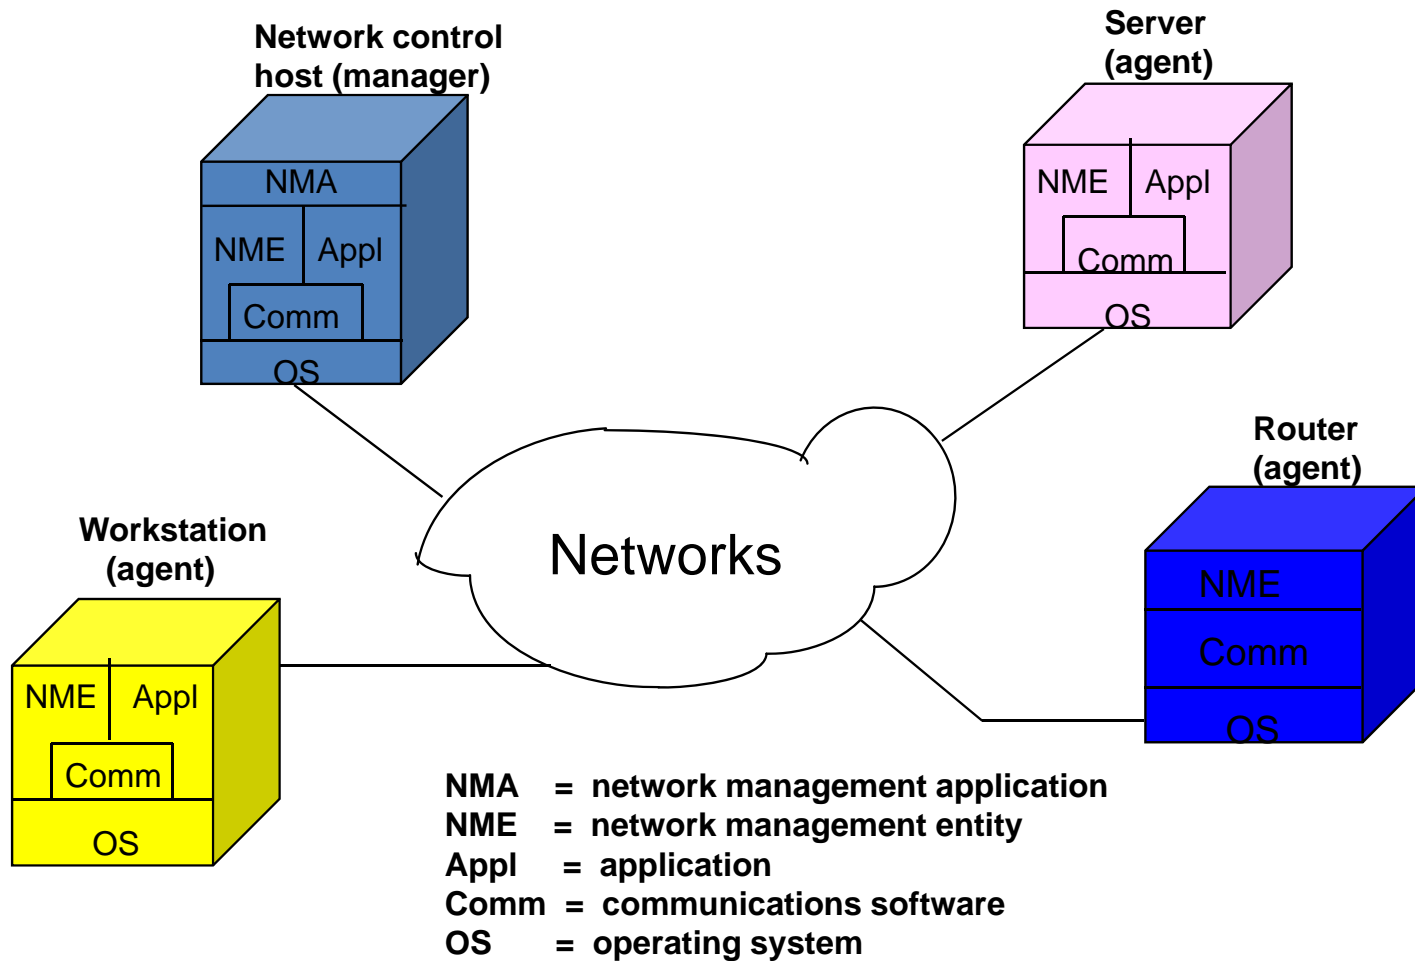 Network control
host (manager)
NMA
NME Appl
Comm
OS
Server
(agent)
NME Appl
Comm
OS
Router
(agent)
NME
Comm
OS
Networks
Workstation
(agent)
NME Appl
Comm
OS
NMA = network management application
NME = network management entity
Appl = application
Comm = communications software
OS = operating system